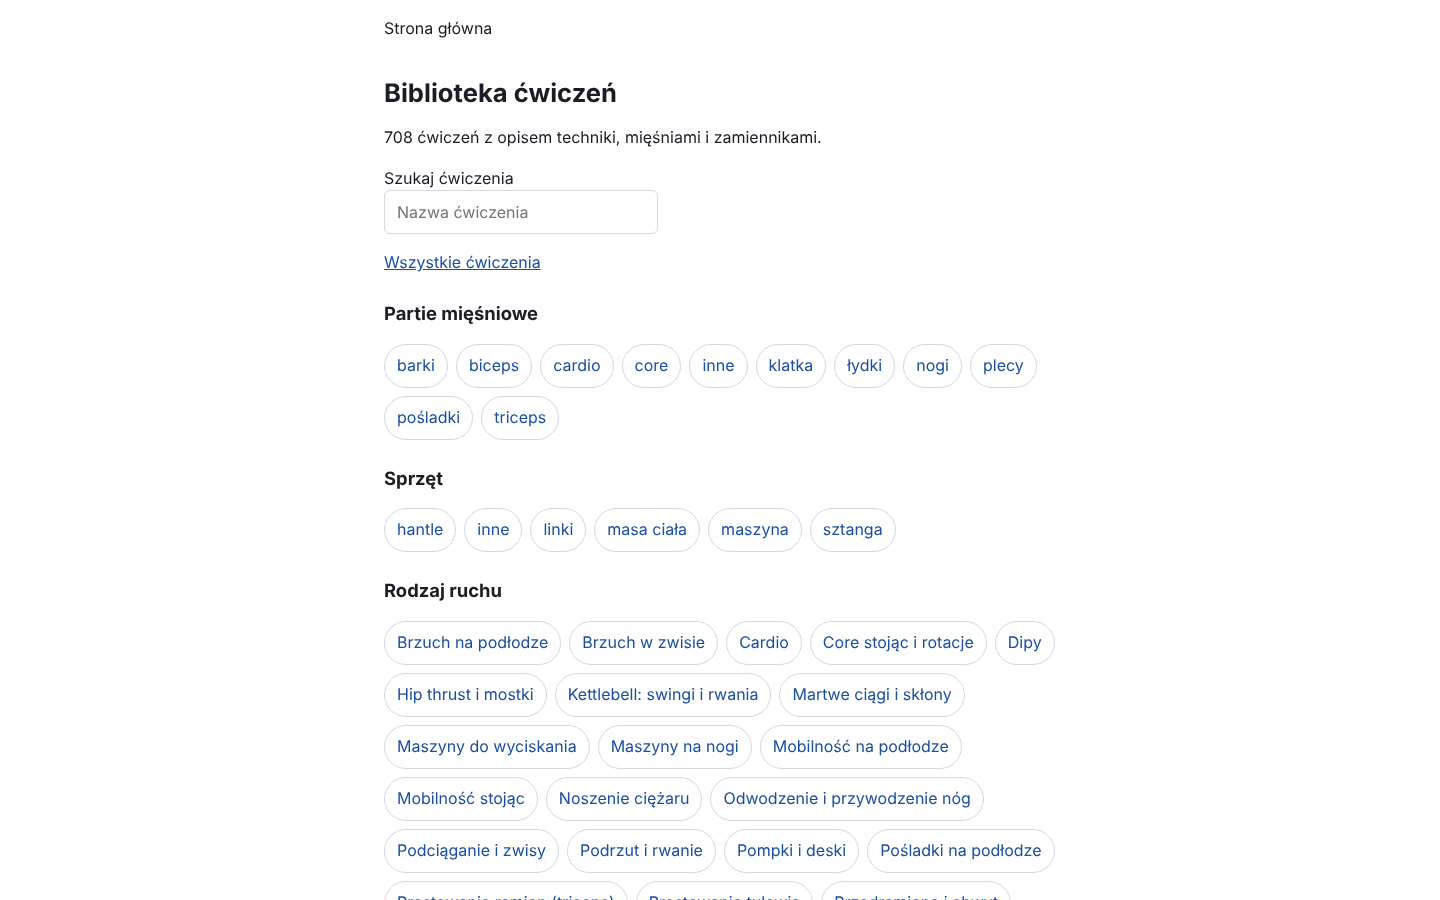 Strona główna
Biblioteka ćwiczeń
708 ćwiczeń z opisem techniki, mięśniami i zamiennikami.
Szukaj ćwiczenia
Nazwa ćwiczenia
Wszystkie ćwiczenia
Partie mięśniowe
barki biceps cardio core inne klatka łydki nogi plecy
pośladki triceps
Sprzęt
hantle inne linki masa ciała maszyna sztanga
Rodzaj ruchu
Brzuch na podłodze Brzuch w zwisie Cardio Core stojąc i rotacje Dipy
Hip thrust i mostki Kettlebell: swingi i rwania Martwe ciągi i skłony
Maszyny do wyciskania Maszyny na nogi Mobilność na podłodze
Mobilność stojąc Noszenie ciężaru Odwodzenie i przywodzenie nóg
Podciąganie i zwisy Podrzut i rwanie Pompki i deski Pośladki na podłodze